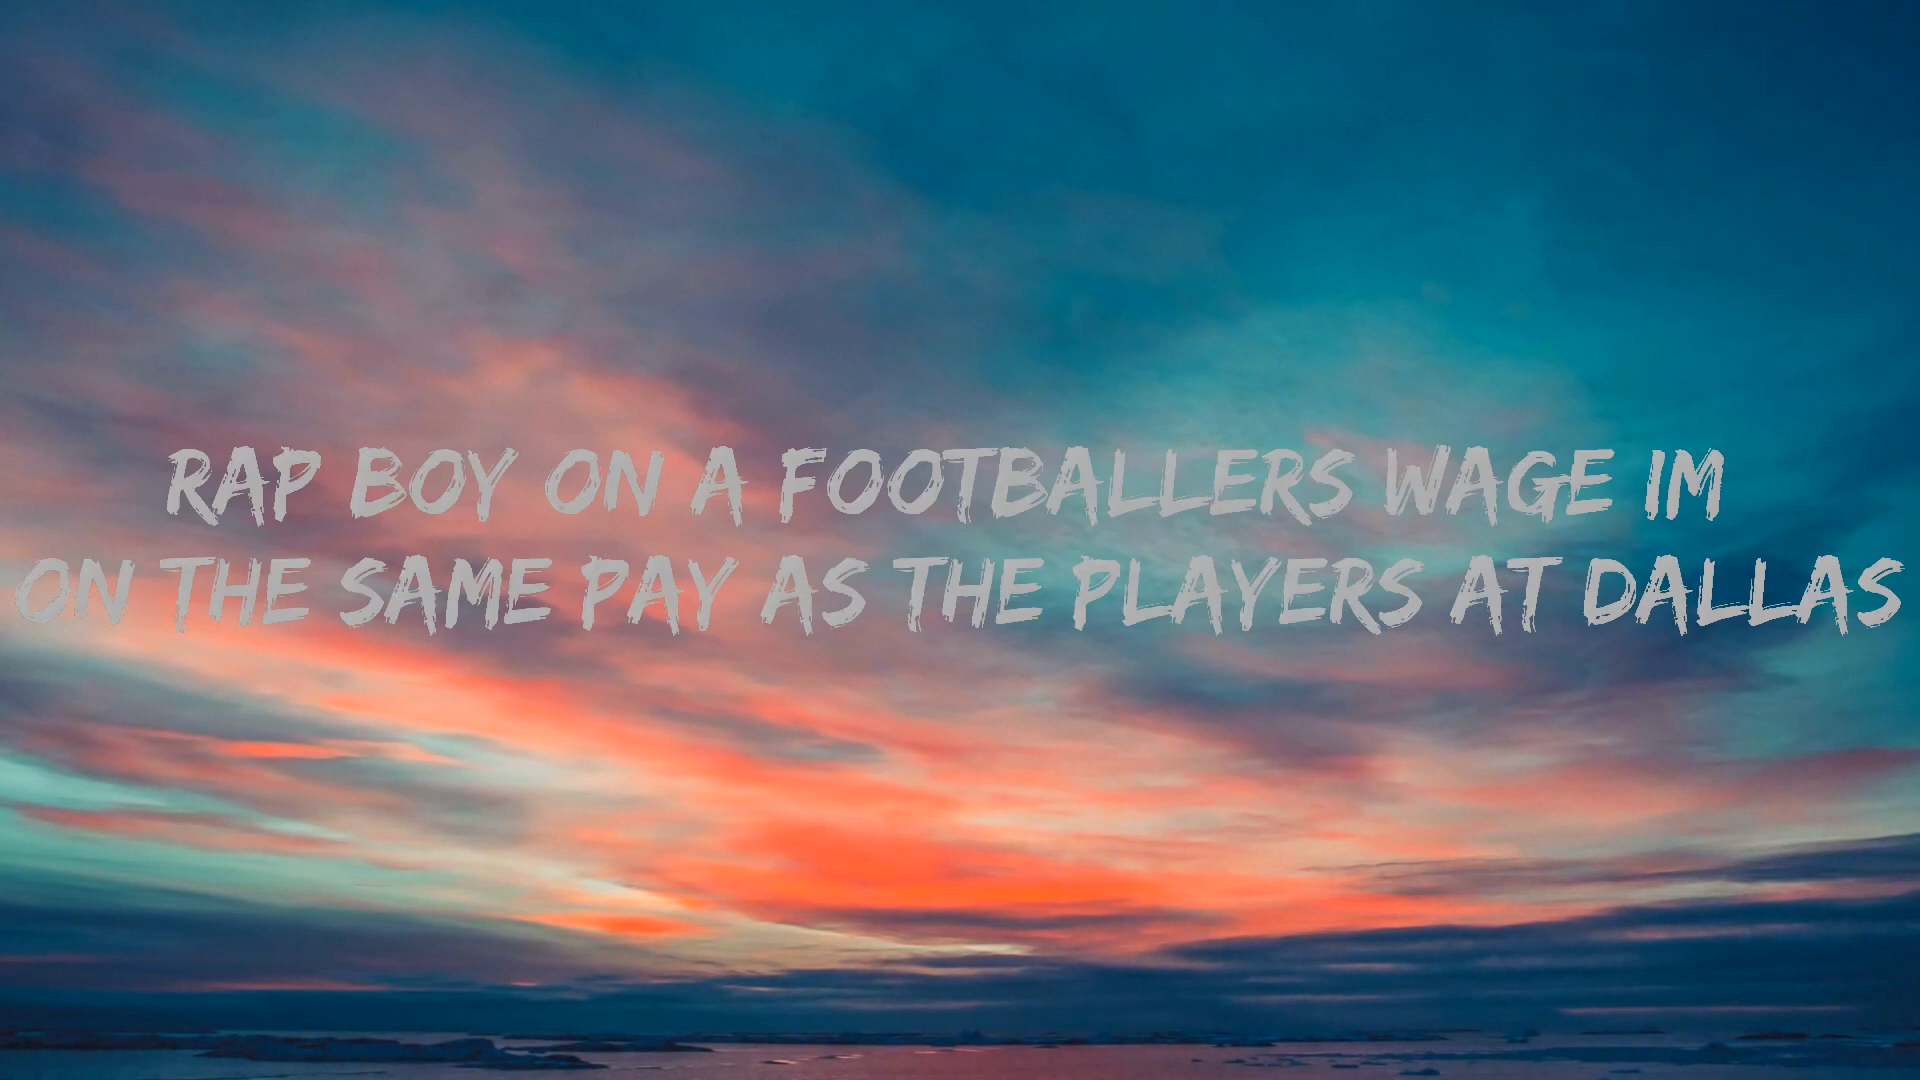 RAP BOY ON A FOOTBALLERS WAGE IM
ON THE SAME PAY AS THE PLAYERS AT DALLAS